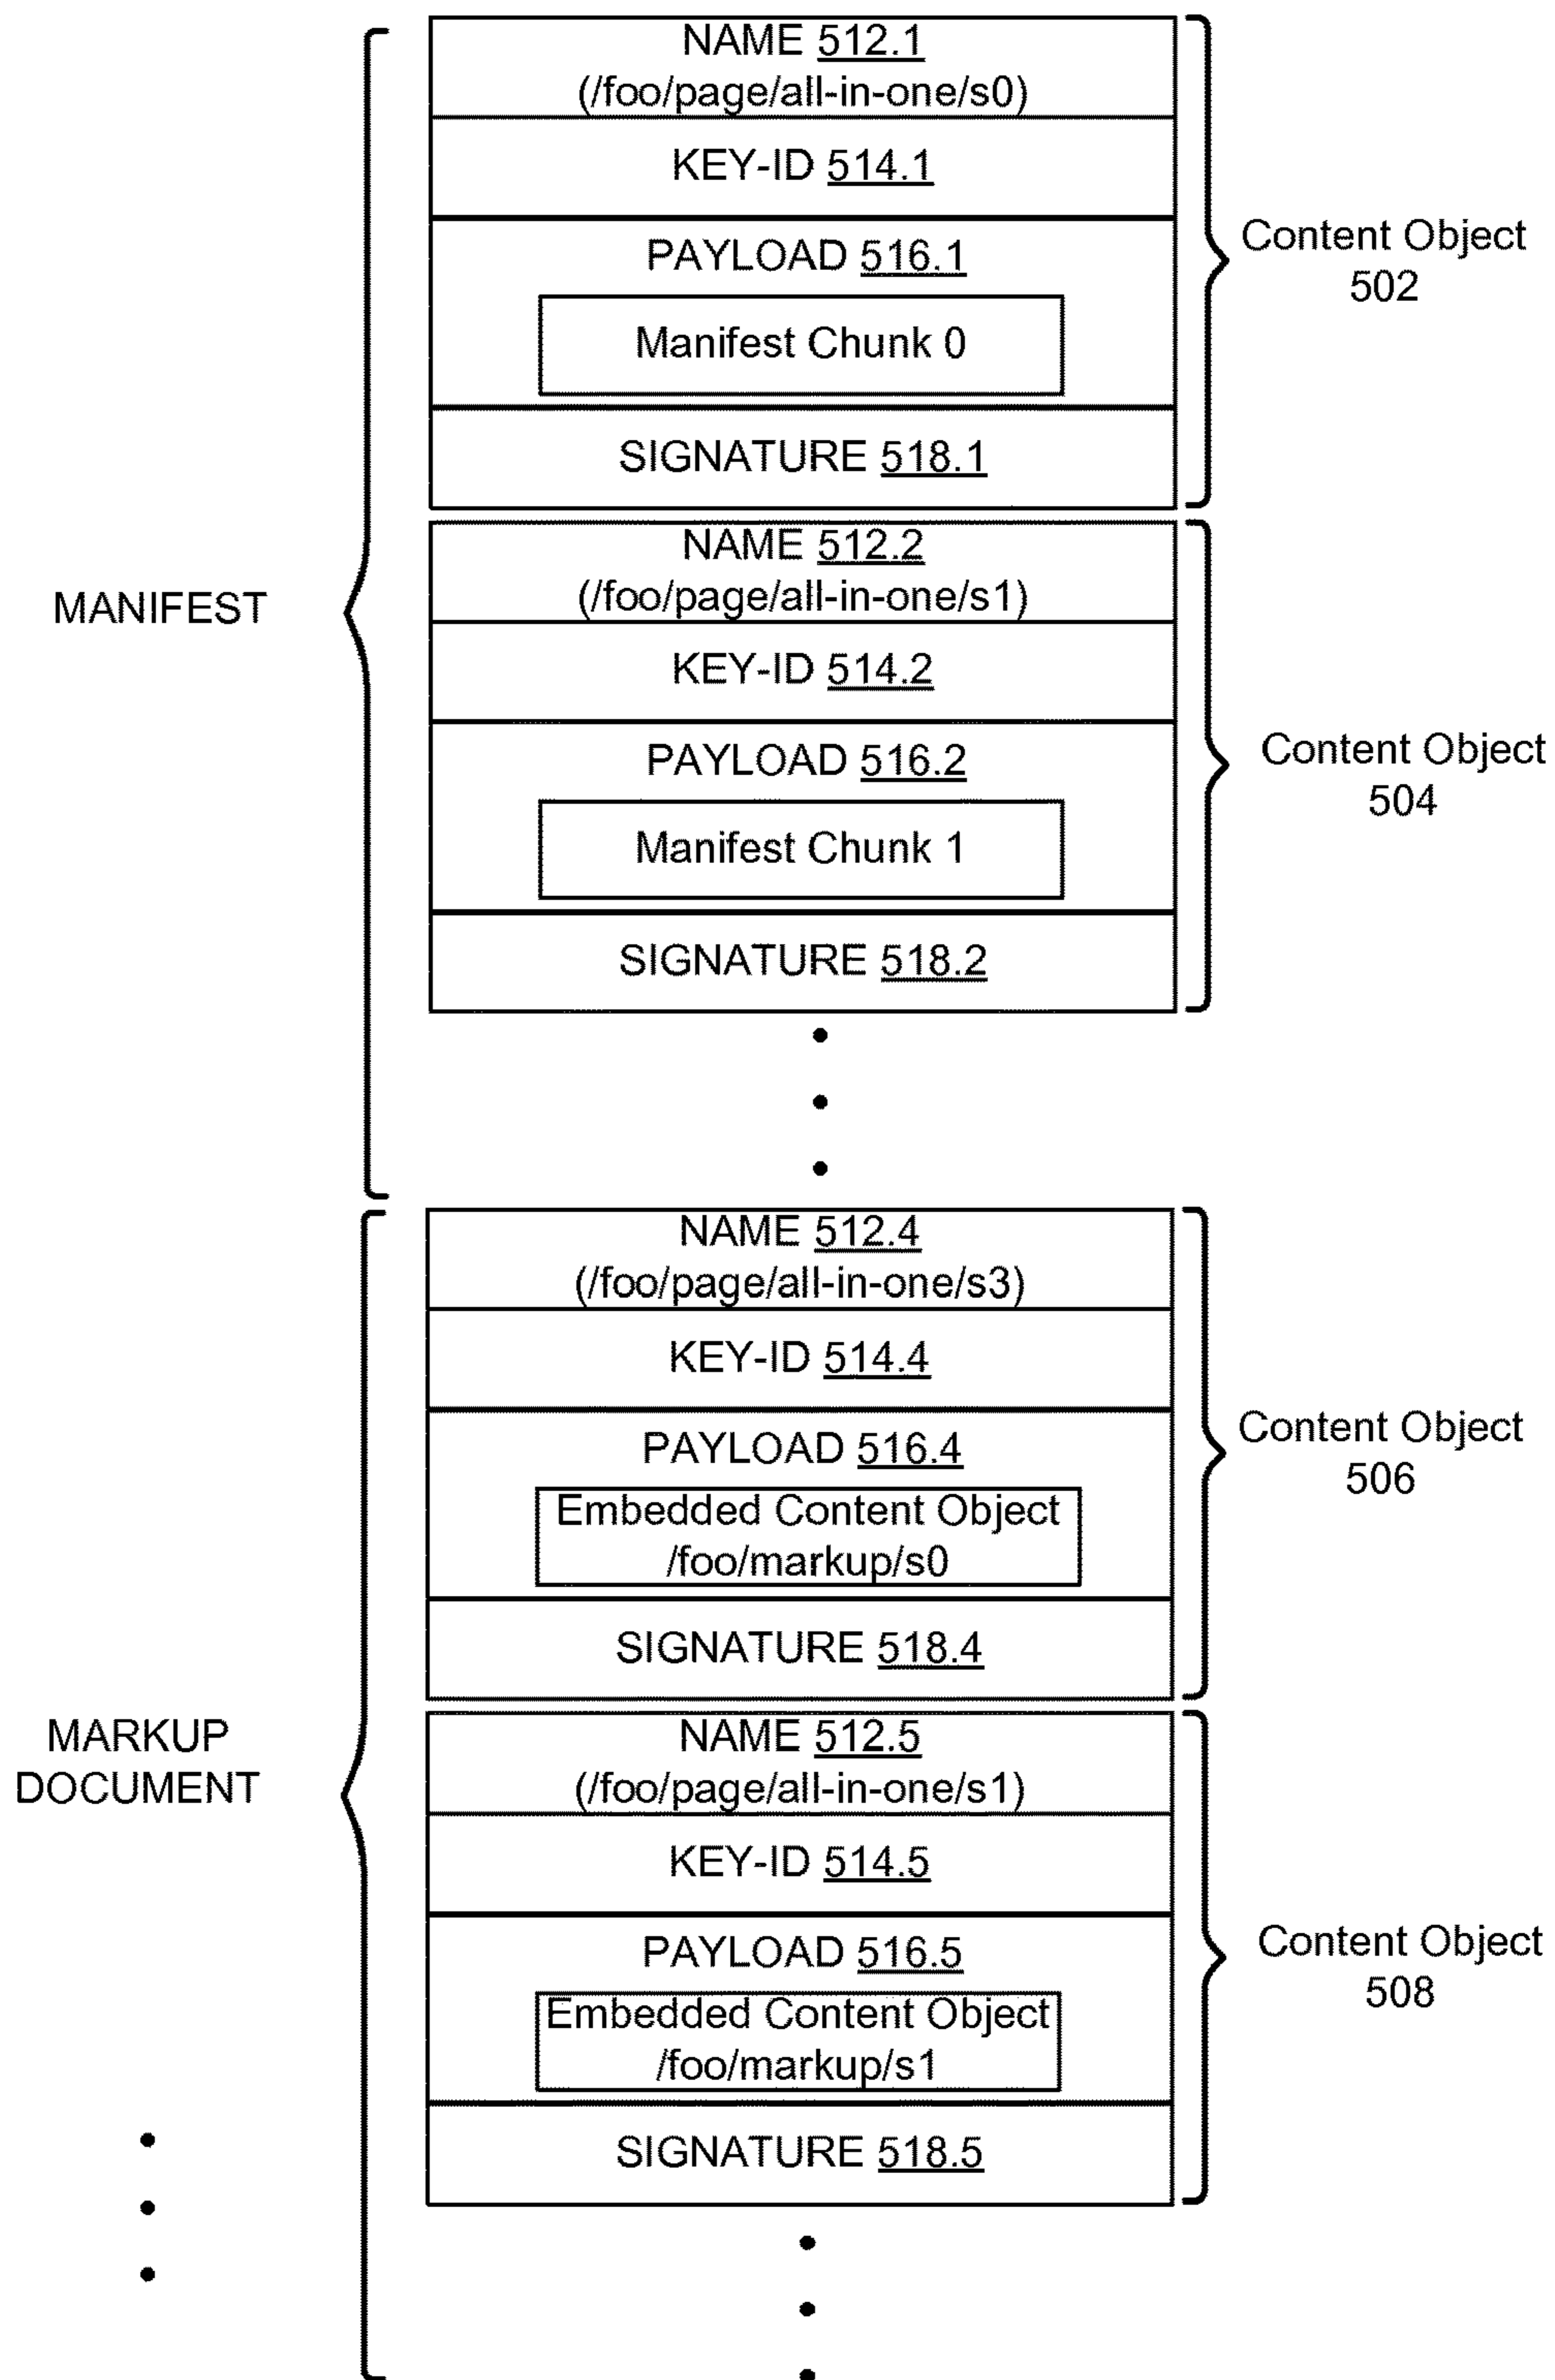 MANIFEST
NAME 512.1
(/foo/page/all-in-one/s0)
KEY-ID 514.1
PAYLOAD 516.1
Manifest Chunk 0
SIGNATURE 518.1
Content Object
502
NAME 512.2
(/foo/page/all-in-one/s1)
KEY-ID 514.2
PAYLOAD 516.2
Manifest Chunk 1
SIGNATURE 518.2
Content Object
504
MARKUP
DOCUMENT
NAME 512.4
(/foo/page/all-in-one/s3)
KEY-ID 514.4
PAYLOAD 516.4
Embedded Content Object
/foo/markup/s0
SIGNATURE 518.4
Content Object
506
NAME 512.5
(/foo/page/all-in-one/s1)
KEY-ID 514.5
PAYLOAD 516.5
Embedded Content Object
/foo/markup/s1
SIGNATURE 518.5
Content Object
508